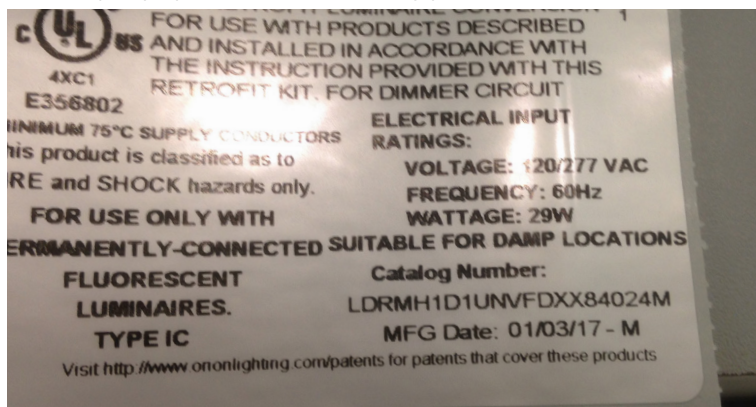 LUMINAIRE CONVERSION
1
FOR USE WITH PRODUCTS DESCRIBED
AND INSTALLED IN ACCORDANCE WITH
THE INSTRUCTION PROVIDED WITH THIS
RETROFIT KIT. FOR DIMMER CIRCUIT
C UL US
4XC1
E356802
MINIMUM 75°C SUPPLY CONDUCTORS
his product is classified as to
RE and SHOCK hazards only.
FOR USE ONLY WITH
ERMANENTLY-CONNECTED
FLUORESCENT
LUMINAIRES.
TYPE IC
ELECTRICAL INPUT
RATINGS:
VOLTAGE: 120/277 VAC
FREQUENCY: 60Hz
WATTAGE: 29W
SUITABLE FOR DAMP LOCATIONS
Catalog Number:
LDRMH1D1UNVFDXX84024M
MFG Date: 01/03/17 - M
Visit http://www.orionlighting.com/patents for patents that cover these products